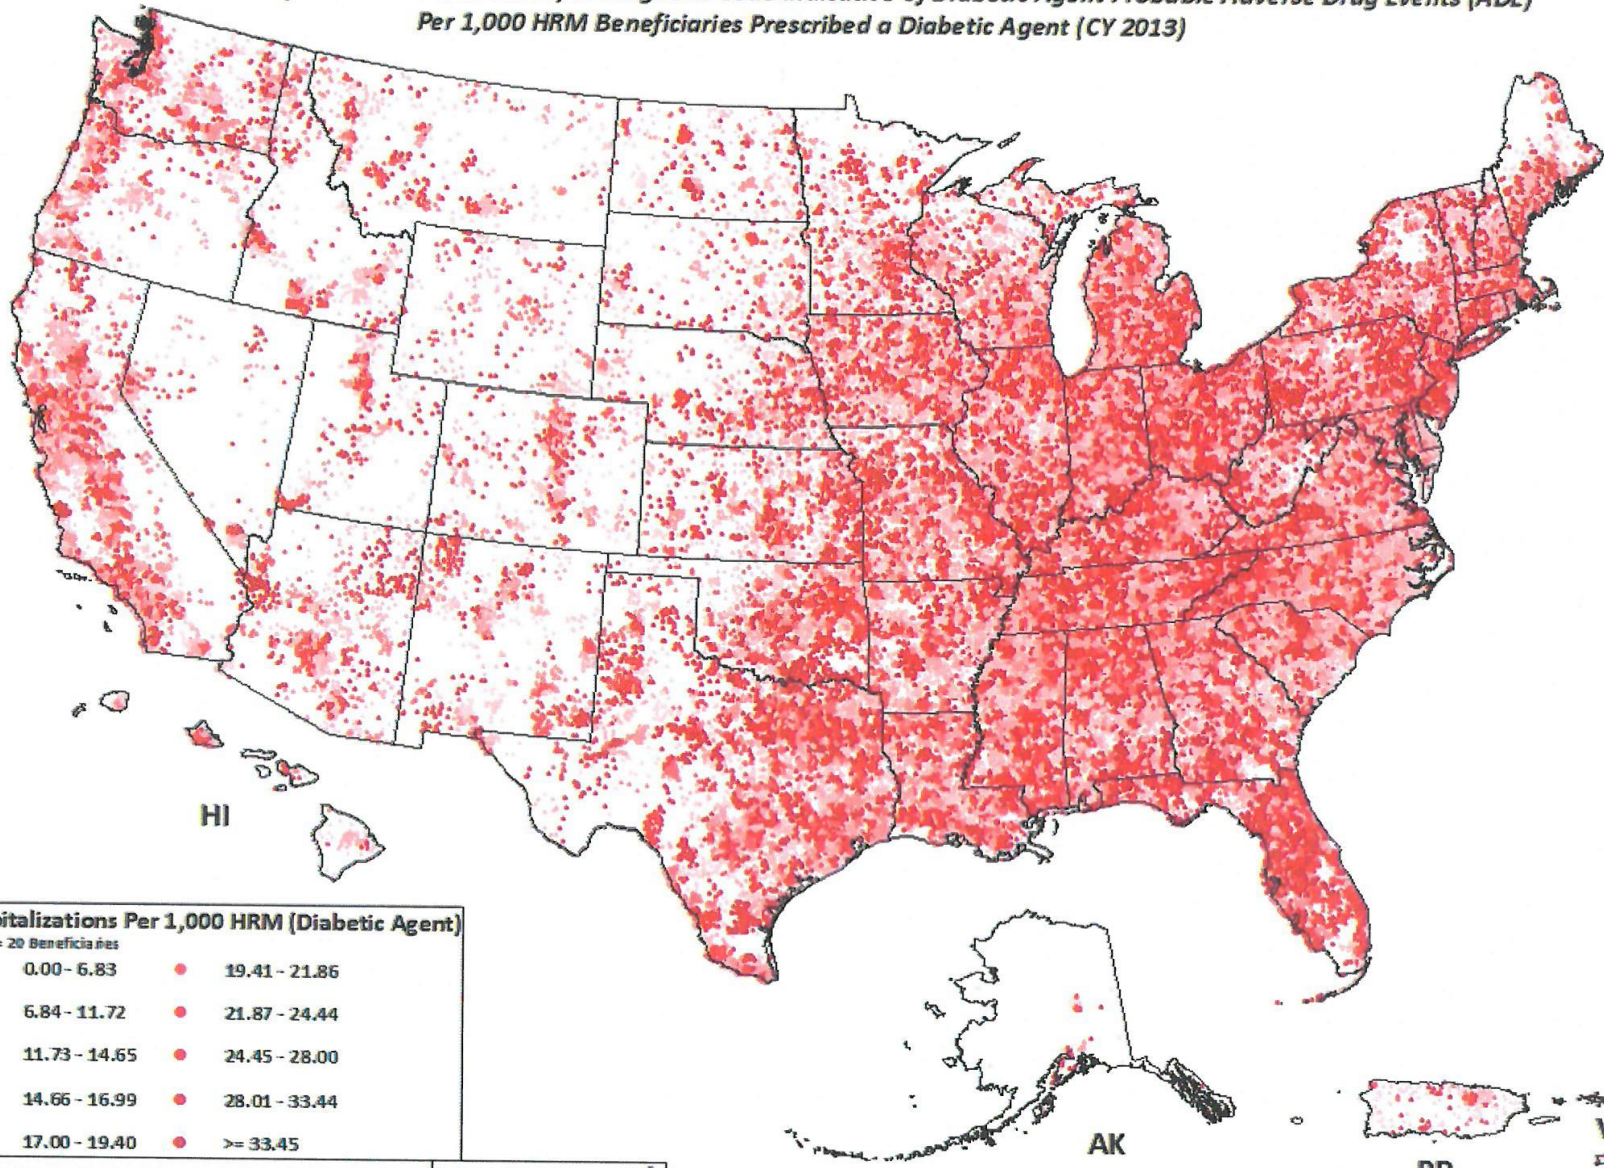 Per 1,000 HRM Beneficiaries Prescribed a Diabetic Agent (CY 2013)
HI
AK
Per 1,000 HRM (Diabetic Agent)
20 Beneficiaries
0.00 - 6.83 19.41 - 21.86
6.84 - 11.72 21.87 - 24.44
11.73 - 14.65 24.45 - 28.00
14.66 - 16.99 28.01 - 33.44
17.00 - 19.40 >= 33.45